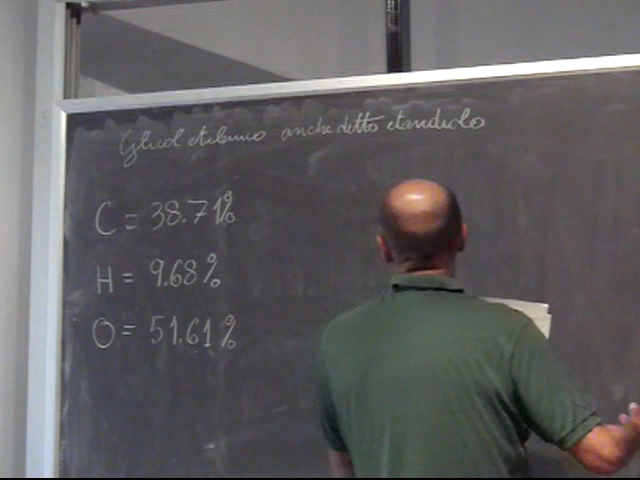 Glicol etilenico anche detto etandiolo
C = 38.71%
H = 9.68%
O = 51.61%